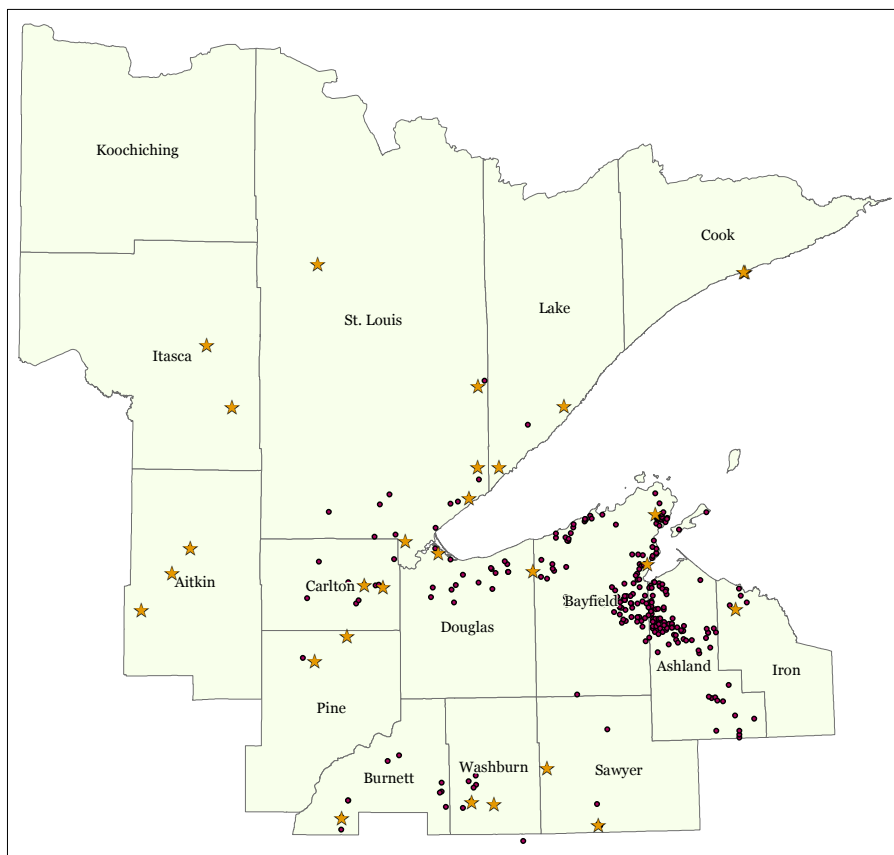 Koochiching
Cook
Lake
St. Louis
Itasca
Aitkin
Carlton
Bayfield
Douglas
Ashland
Iron
Pine
Washburn
Sawyer
Burnett